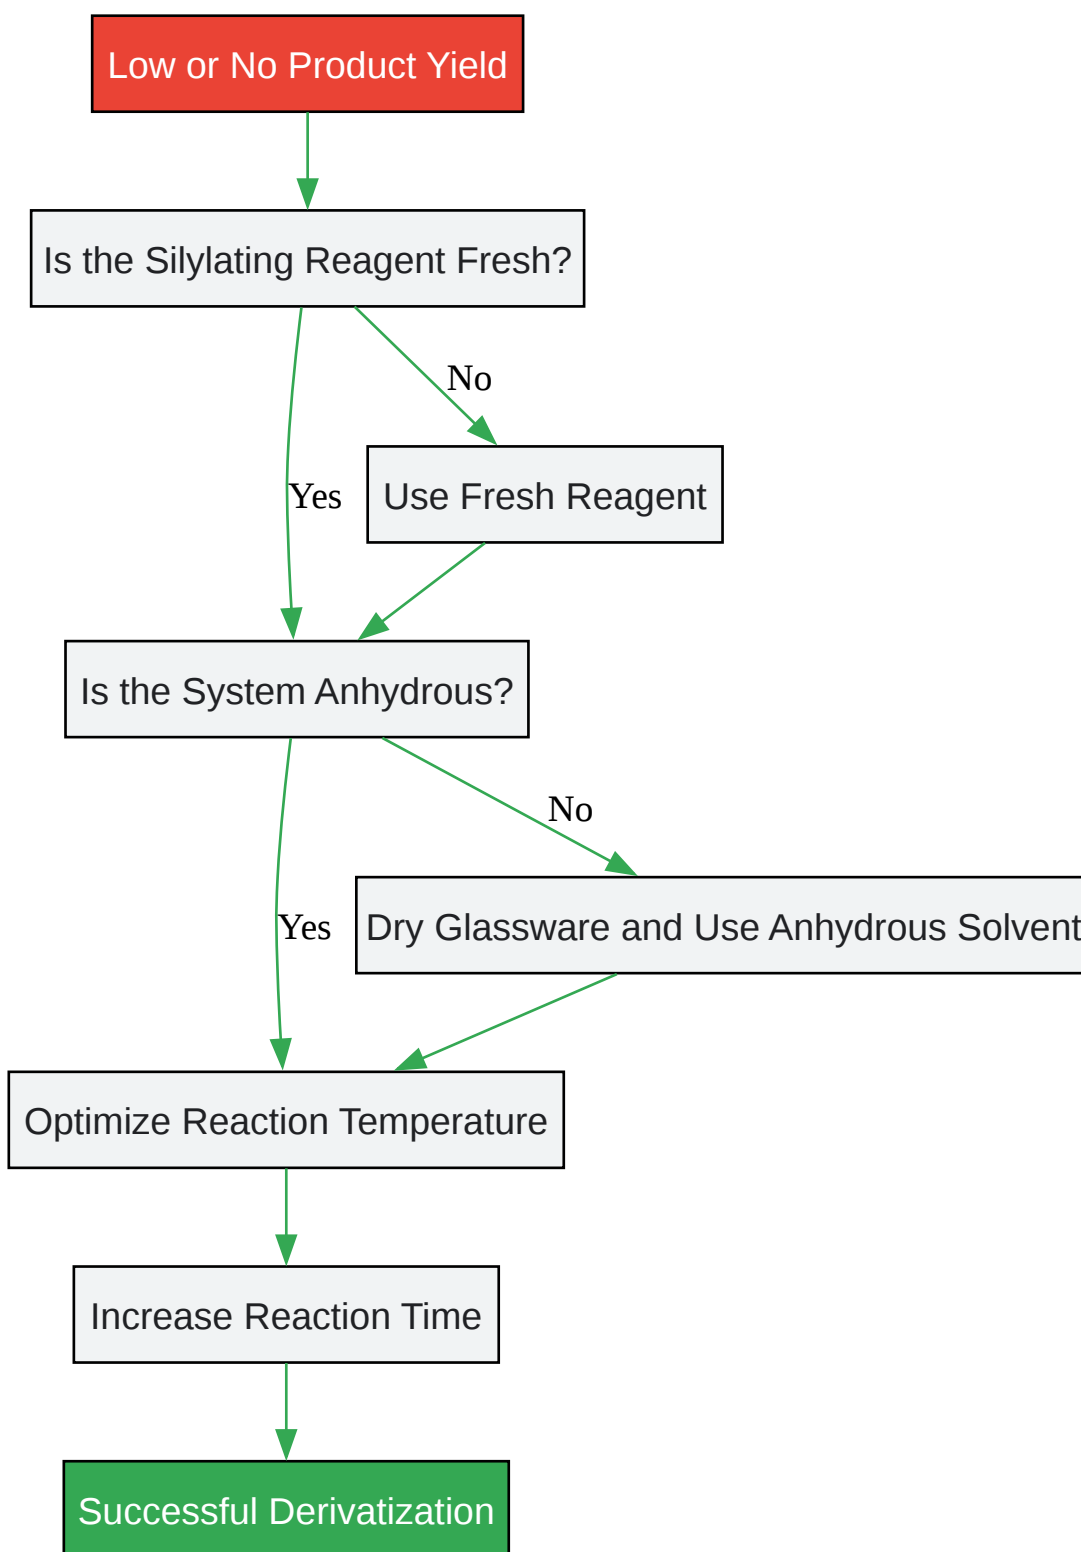 Low or No Product Yield
Is the Silylating Reagent Fresh?
No
Yes
Use Fresh Reagent
Is the System Anhydrous?
No
Yes
Dry Glassware and Use Anhydrous Solvent
Optimize Reaction Temperature
Increase Reaction Time
Successful Derivatization